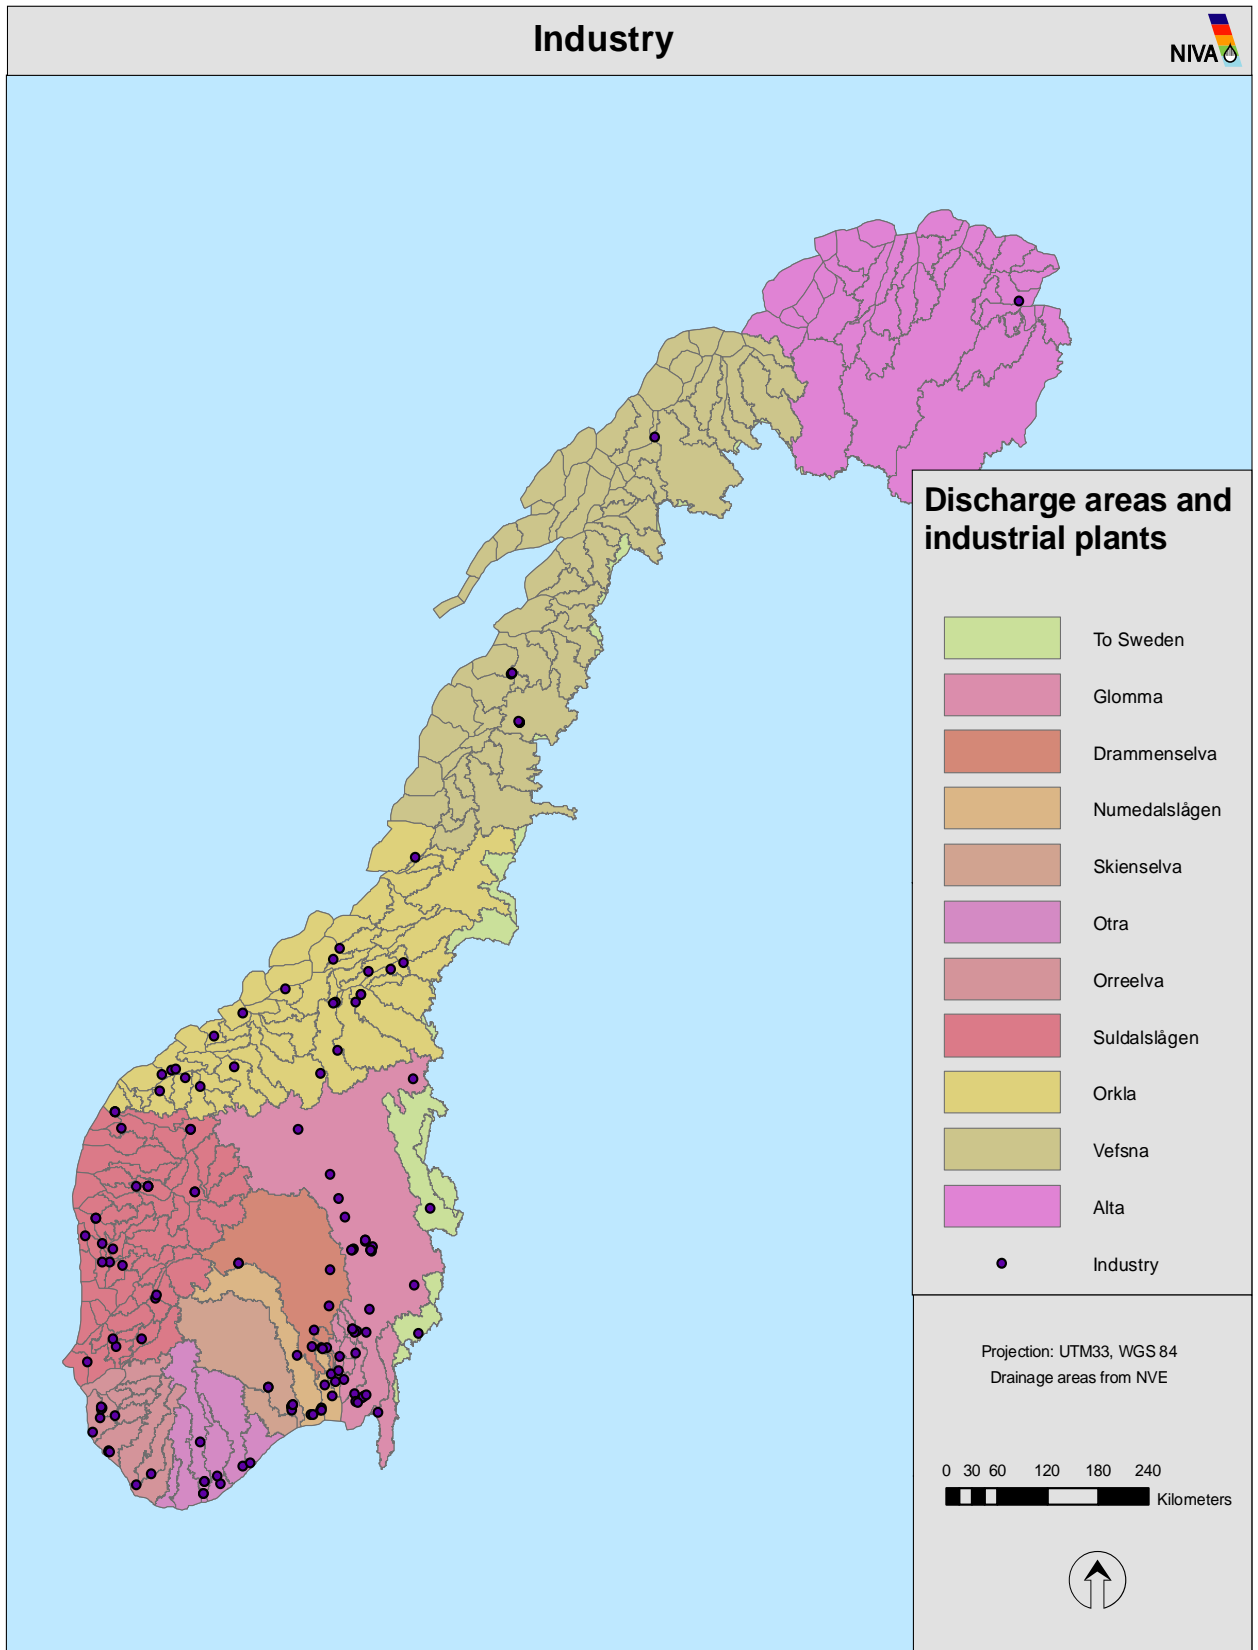 Industry
NIVA
Discharge areas and
industrial plants
To Sweden
Glomma
Drammenselva
Numedalslågen
Skienselva
Otra
Orreelva
Suldalslågen
Orkla
Vefsna
Alta
Industry
Projection: UTM33, WGS 84
Drainage areas from NVE
0 30 60 120 180 240
Kilometers